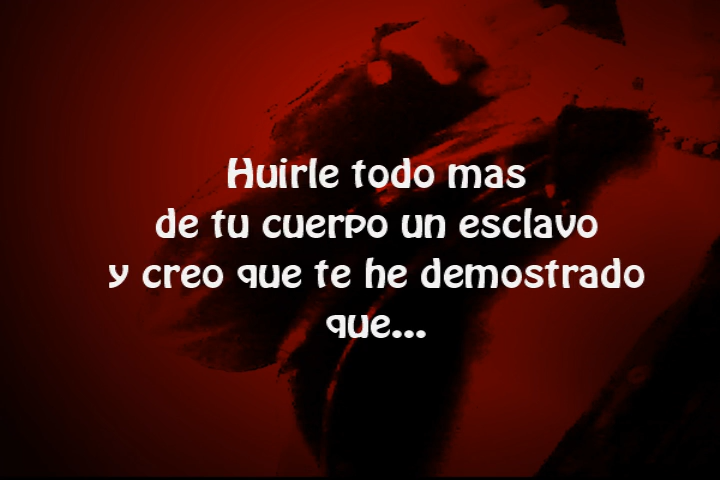 Huirle todo mas
de tu cuerpo un esclavo
y creo que te he demostrado
que...